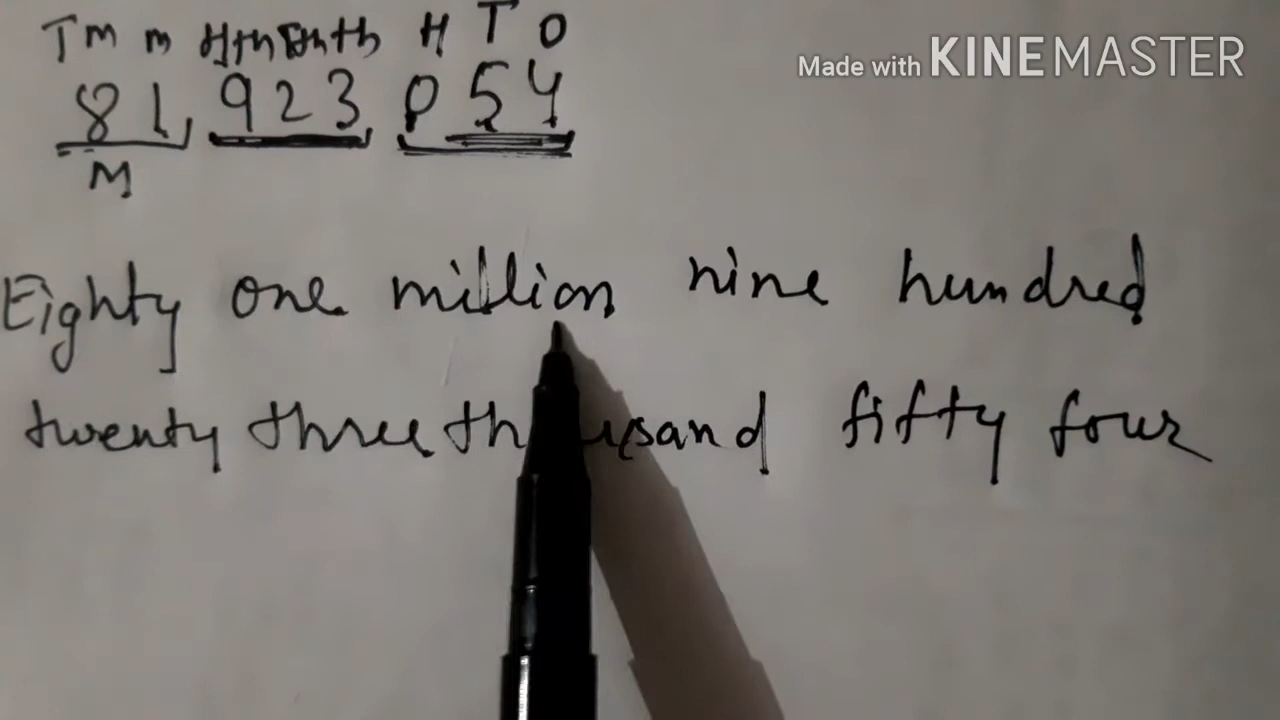 TM M Hth Tth th H T O
Made with KINEMASTER
81, 923, 054
M
Eighty one million nine hundred
twenty three thousand fifty four